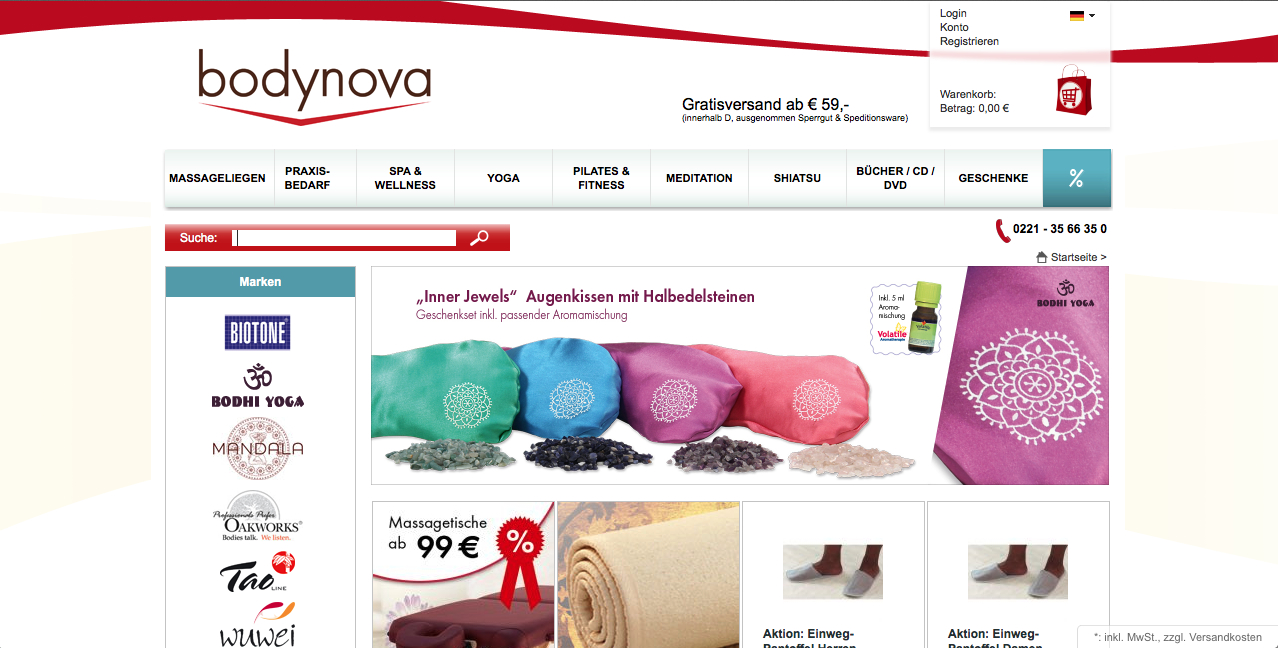 Login
Konto
Registrieren
bodynova
Gratisversand ab € 59,-
(innerhalb D, ausgenommen Sperrgut & Speditionsware)
Warenkorb:
Betrag: 0,00 €
MASSAGELIEGEN
PRAXIS-
BEDARF
SPA &
WELLNESS
YOGA
PILATES &
FITNESS
MEDITATION
SHIATSU
BÜCHER / CD /
DVD
GESCHENKE
%
Suche:
0221 - 35 66 35 0
Startseite >
Marken
BIOTONE
BODHI YOGA
MANDALA
Professionals Prefer
OAKWORKS®
Bodies talk. We listen.
Tao
LINE
wuwei
„Inner Jewels“ Augenkissen mit Halbedelsteinen
Geschenkset inkl. passender Aromamischung
Inkl. 5 ml
Aroma-
mischung
Volatile
Aromatherapie
BODHI YOGA
Massagetische
ab 99 €
%
Aktion: Einweg-
Pantoffel Herren
Aktion: Einweg-
Pantoffel Damen
*: inkl. MwSt., zzgl. Versandkosten